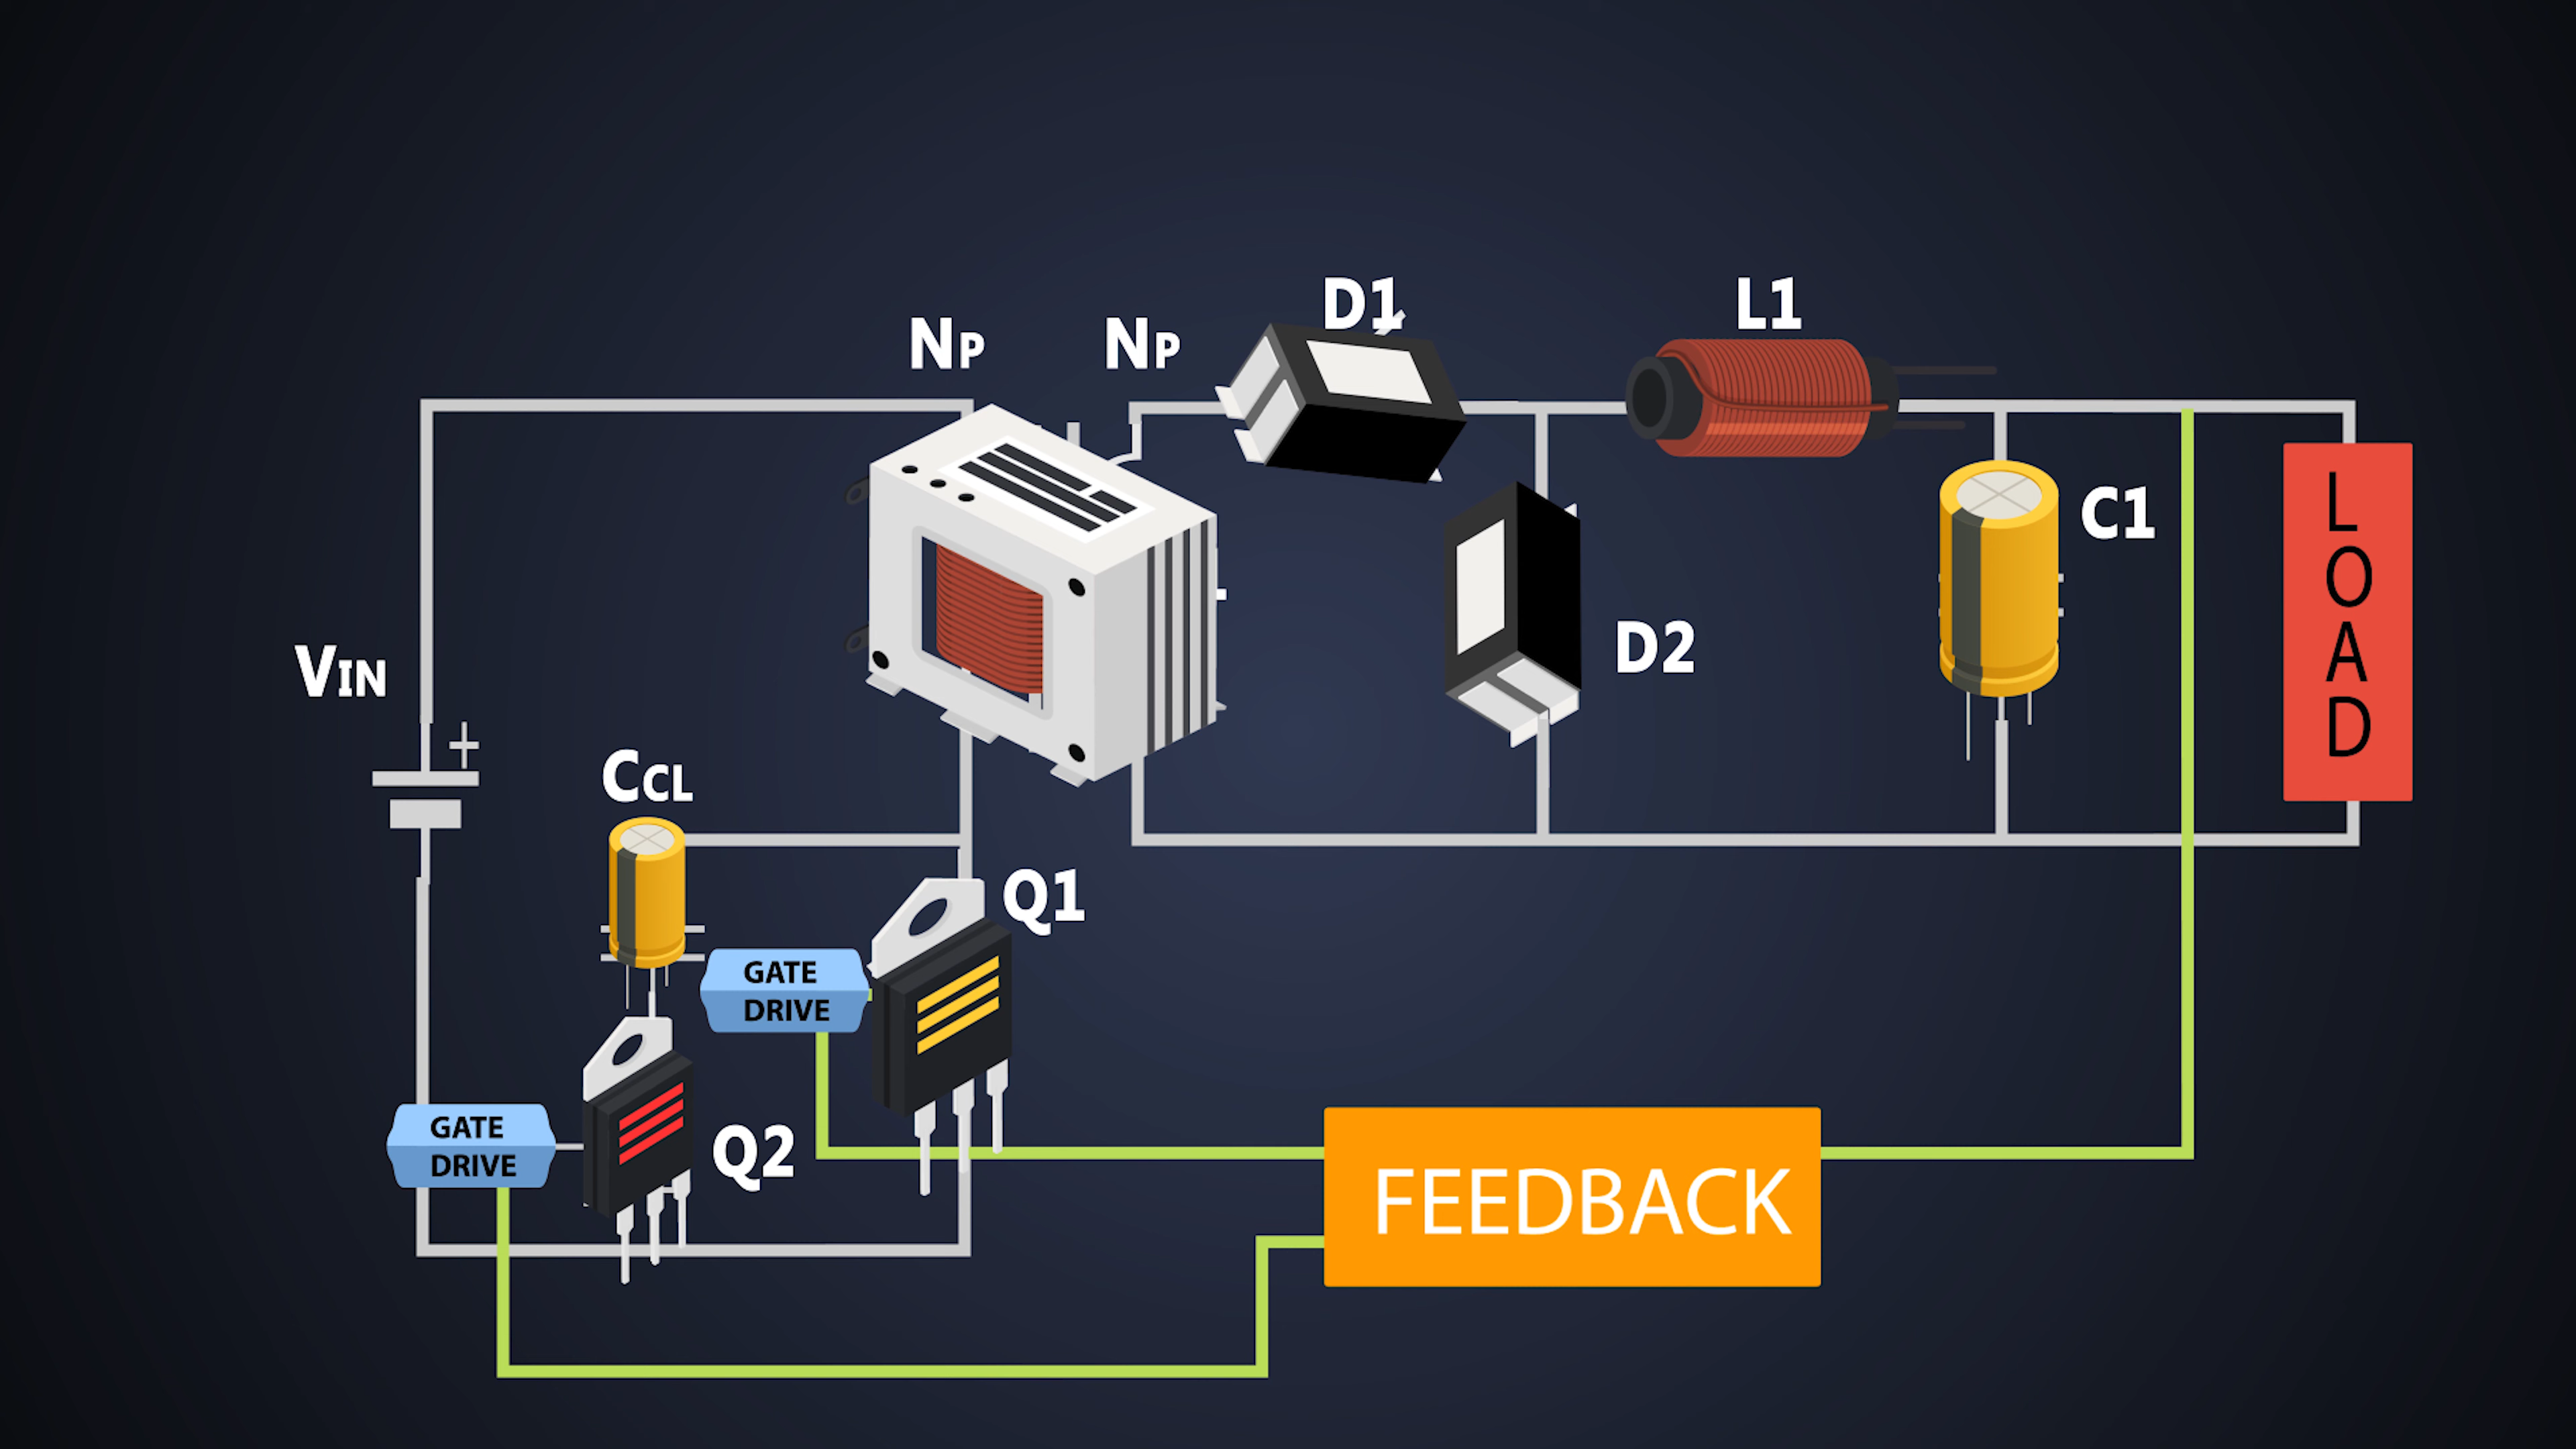 D1
L1
NP
NP
C1
LOAD
D2
VIN
CCL
Q1
GATE
DRIVE
GATE
DRIVE
Q2
FEEDBACK